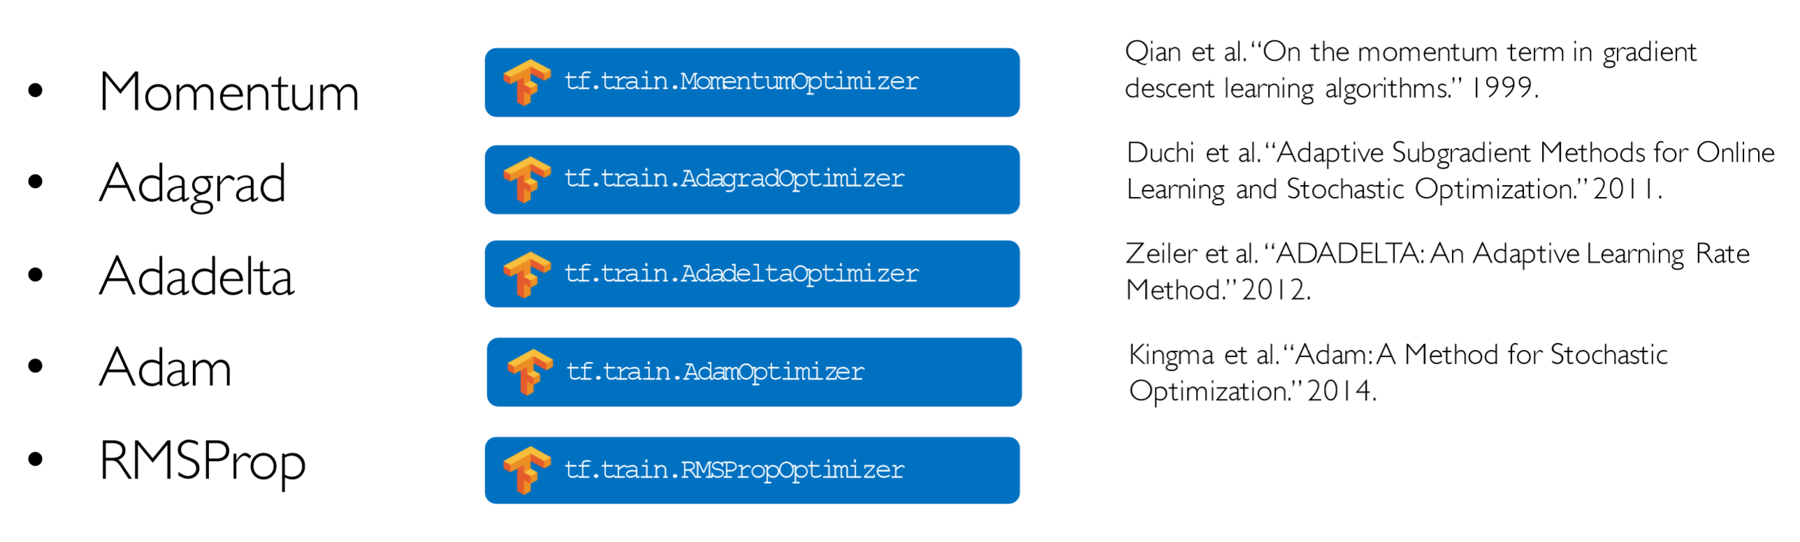 • Momentum
tf.train.MomentumOptimizer
Qian et al. “On the momentum term in gradient
descent learning algorithms.” 1999.
• Adagrad
tf.train.AdagradOptimizer
Duchi et al. “Adaptive Subgradient Methods for Online
Learning and Stochastic Optimization.” 2011.
• Adadelta
tf.train.AdadeltaOptimizer
Zeiler et al. “ADADELTA: An Adaptive Learning Rate
Method.” 2012.
• Adam
tf.train.AdamOptimizer
Kingma et al. “Adam: A Method for Stochastic
Optimization.” 2014.
• RMSProp
tf.train.RMSPropOptimizer